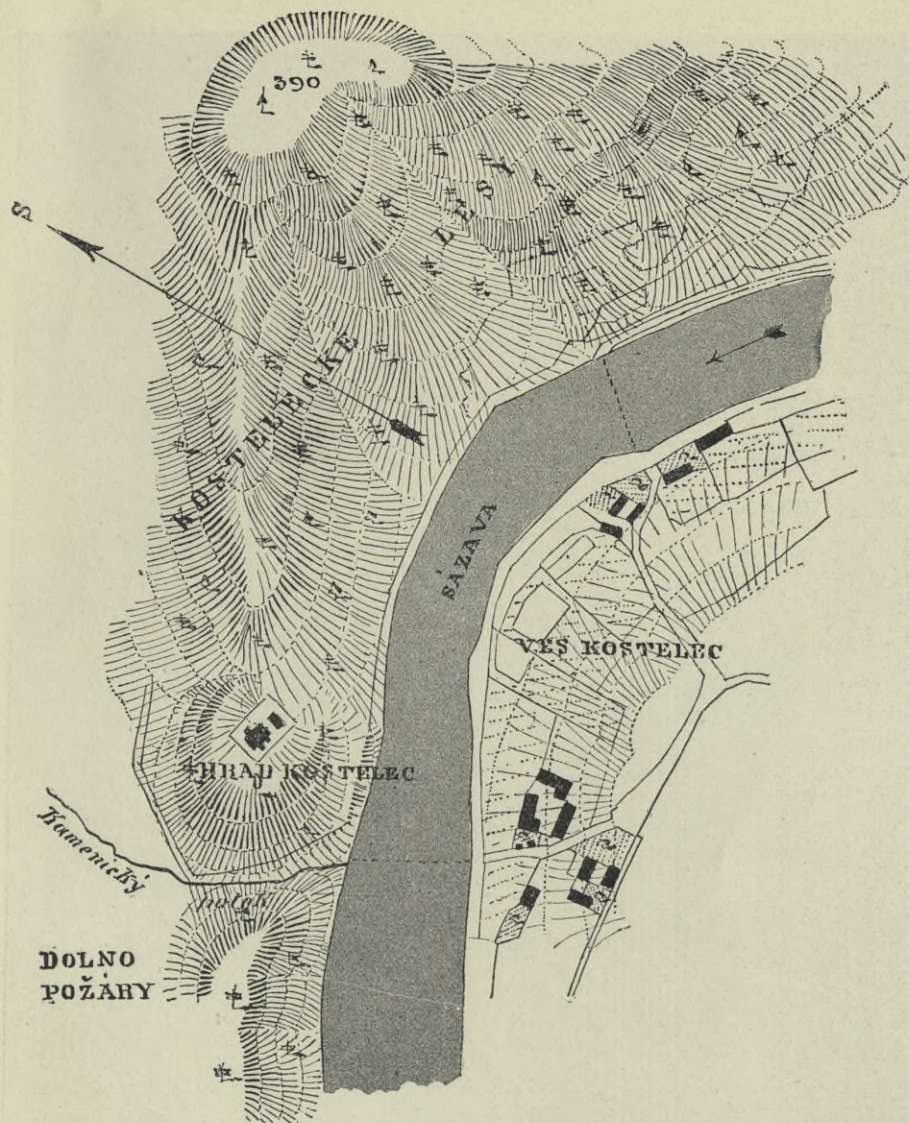 390
S
LESY
KOSTELECKÉ
SÁZAVA
VES KOSTELEC
HRAD KOSTELEC
Kamenický
potok
DOLNO
POŽÁRY